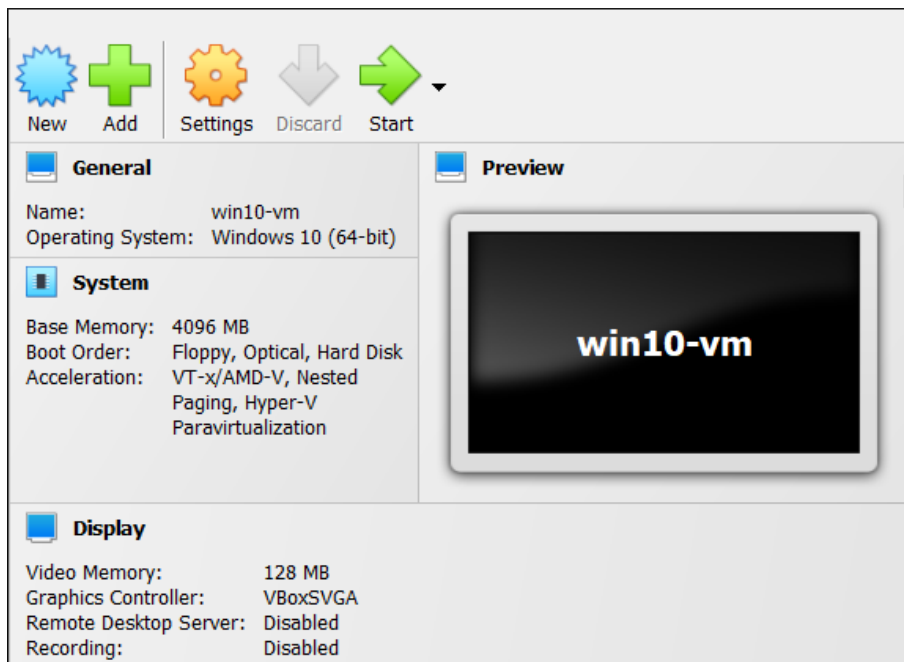 New Add Settings Discard Start
General
Name: win10-vm
Operating System: Windows 10 (64-bit)
System
Base Memory: 4096 MB
Boot Order: Floppy, Optical, Hard Disk
Acceleration: VT-x/AMD-V, Nested
Paging, Hyper-V
Paravirtualization
Preview
win10-vm
Display
Video Memory: 128 MB
Graphics Controller: VBoxSVGA
Remote Desktop Server: Disabled
Recording: Disabled